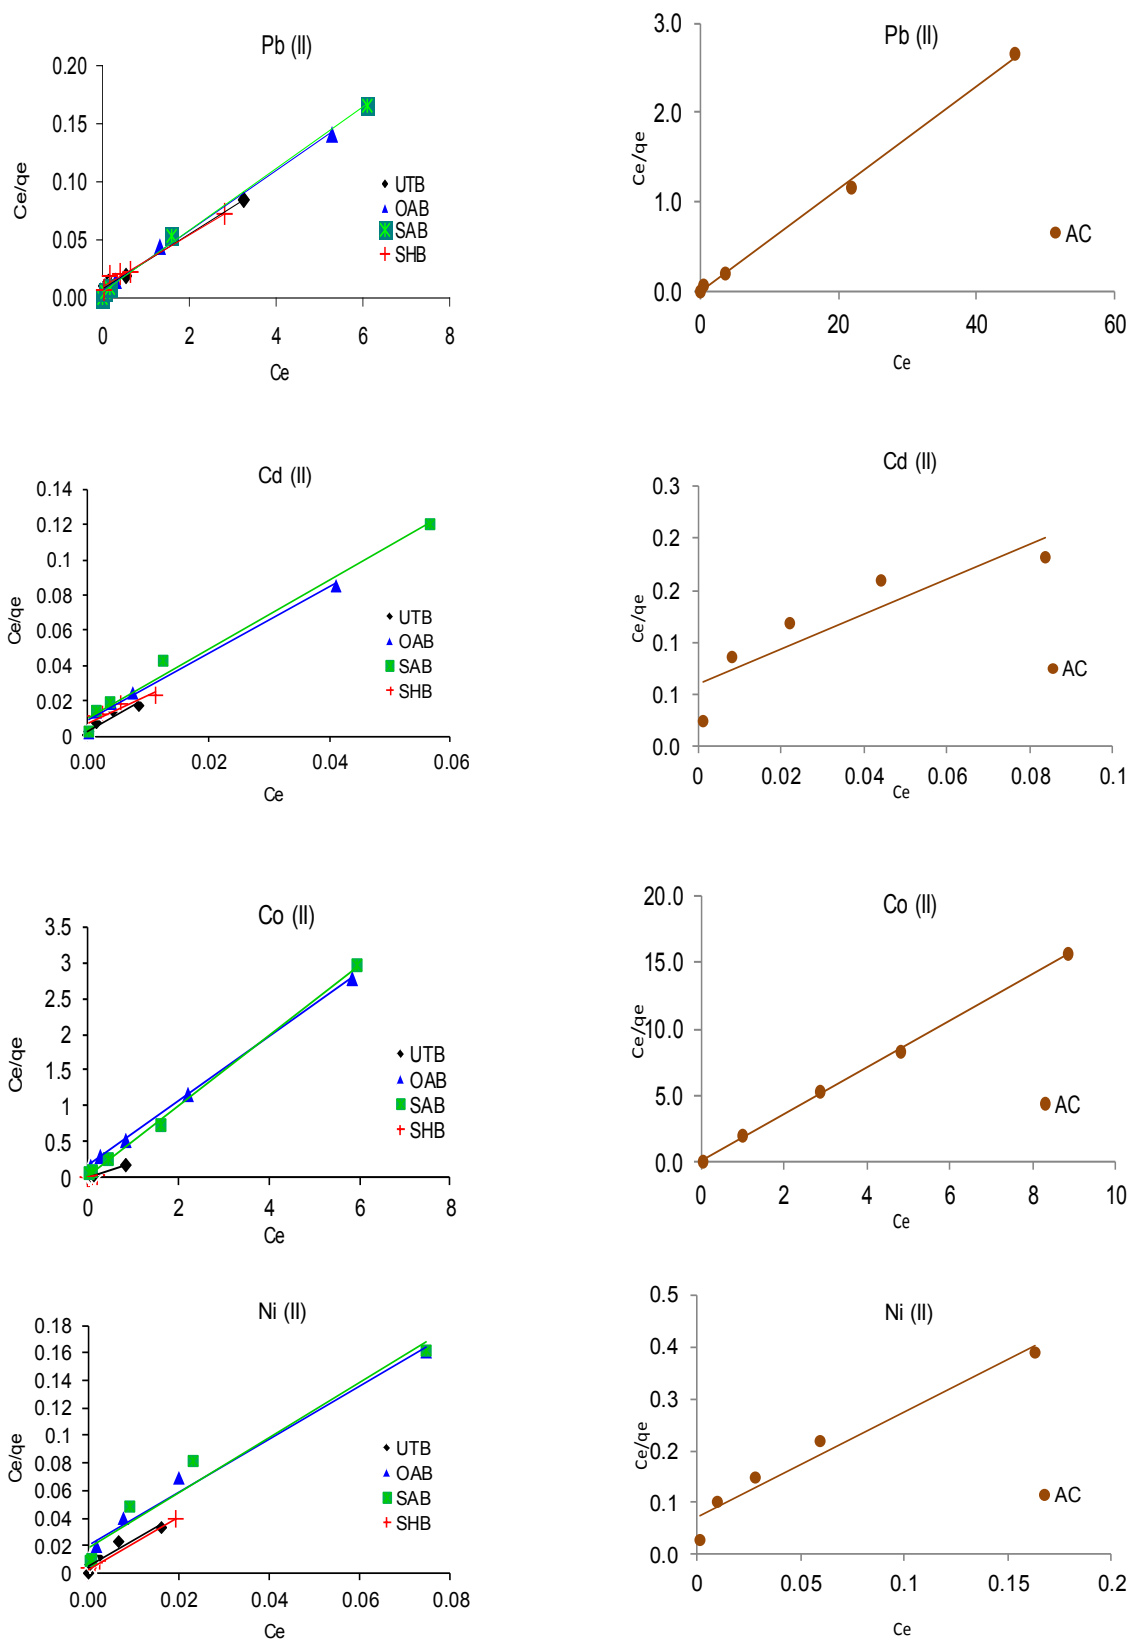 Pb (II)
0.20
0.15
0.10
0.05
0.00
Ce/qe
0 2 4 6 8
Ce
UTB
OAB
SAB
SHB
Pb (II)
3.0
2.0
1.0
0.0
Ce/qe
0 20 40 60
Ce
AC
Cd (II)
0.14
0.12
0.1
0.08
0.06
0.04
0.02
0
Ce/qe
0.00 0.02 0.04 0.06
Ce
UTB
OAB
SAB
SHB
Cd (II)
0.3
0.2
0.2
0.1
0.1
0.0
Ce/qe
0 0.02 0.04 0.06 0.08 0.1
Ce
AC
Co (II)
3.5
3
2.5
2
1.5
1
0.5
0
Ce/qe
0 2 4 6 8
Ce
UTB
OAB
SAB
SHB
Co (II)
20.0
15.0
10.0
5.0
0.0
Ce/qe
0 2 4 6 8 10
Ce
AC
Ni (II)
0.18
0.16
0.14
0.12
0.1
0.08
0.06
0.04
0.02
0
Ce/qe
0.00 0.02 0.04 0.06 0.08
Ce
UTB
OAB
SAB
SHB
Ni (II)
0.5
0.4
0.3
0.2
0.1
0.0
Ce/qe
0 0.05 0.1 0.15 0.2
Ce
AC